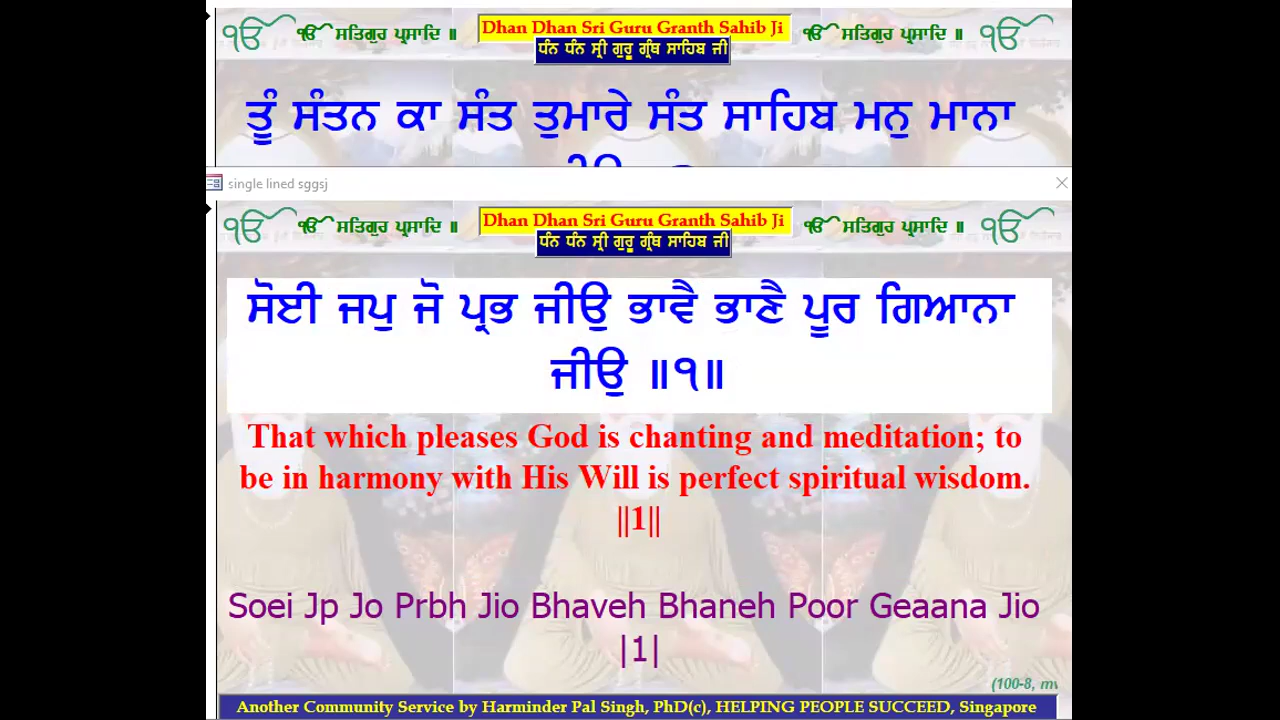 ੴ ੴ ਸਤਿਗੁਰ ਪ੍ਰਸਾਦਿ ॥ Dhan Dhan Sri Guru Granth Sahib Ji ੴ ਸਤਿਗੁਰ ਪ੍ਰਸਾਦਿ ॥ ੴ
ਧੰਨ ਧੰਨ ਸ੍ਰੀ ਗੁਰੂ ਗ੍ਰੰਥ ਸਾਹਿਬ ਜੀ
ਤੂੰ ਸੰਤਨ ਕਾ ਸੰਤ ਤੁਮਾਰੇ ਸੰਤ ਸਾਹਿਬ ਮਨੁ ਮਾਨਾ
single lined sggsj
ੴ ੴ ਸਤਿਗੁਰ ਪ੍ਰਸਾਦਿ ॥ Dhan Dhan Sri Guru Granth Sahib Ji ੴ ਸਤਿਗੁਰ ਪ੍ਰਸਾਦਿ ॥ ੴ
ਧੰਨ ਧੰਨ ਸ੍ਰੀ ਗੁਰੂ ਗ੍ਰੰਥ ਸਾਹਿਬ ਜੀ
ਸੋਈ ਜਪੁ ਜੋ ਪ੍ਰਭ ਜੀਉ ਭਾਵੈ ਭਾਣੈ ਪੂਰ ਗਿਆਨਾ
ਜੀਉ ॥੧॥
That which pleases God is chanting and meditation; to
be in harmony with His Will is perfect spiritual wisdom.
||1||
Soei Jp Jo Prbh Jio Bhaveh Bhaneh Poor Geaana Jio
|1|
(100-8,
Another Community Service by Harminder Pal Singh, PhD(c), HELPING PEOPLE SUCCEED, Singapore